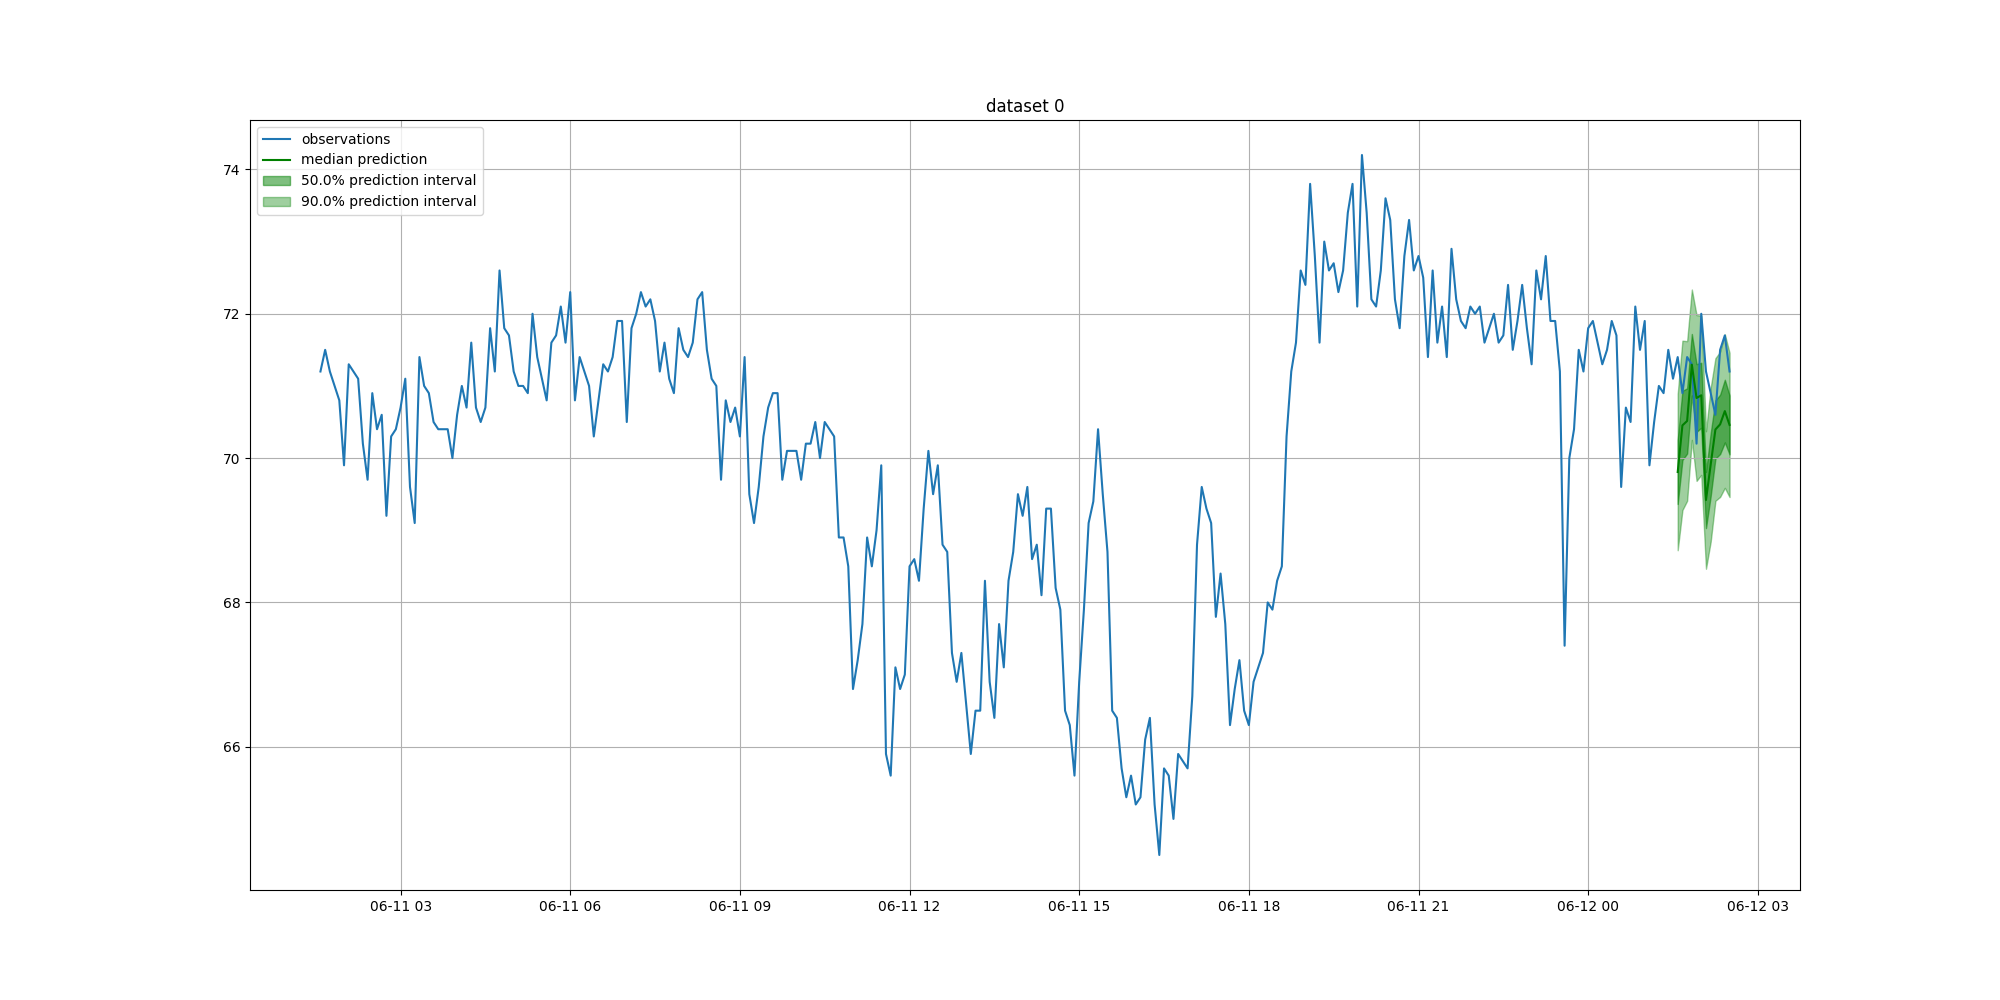 dataset 0
observations
median prediction
50.0% prediction interval
90.0% prediction interval
74
72
70
68
66
06-11 03
06-11 06
06-11 09
06-11 12
06-11 15
06-11 18
06-11 21
06-12 00
06-12 03